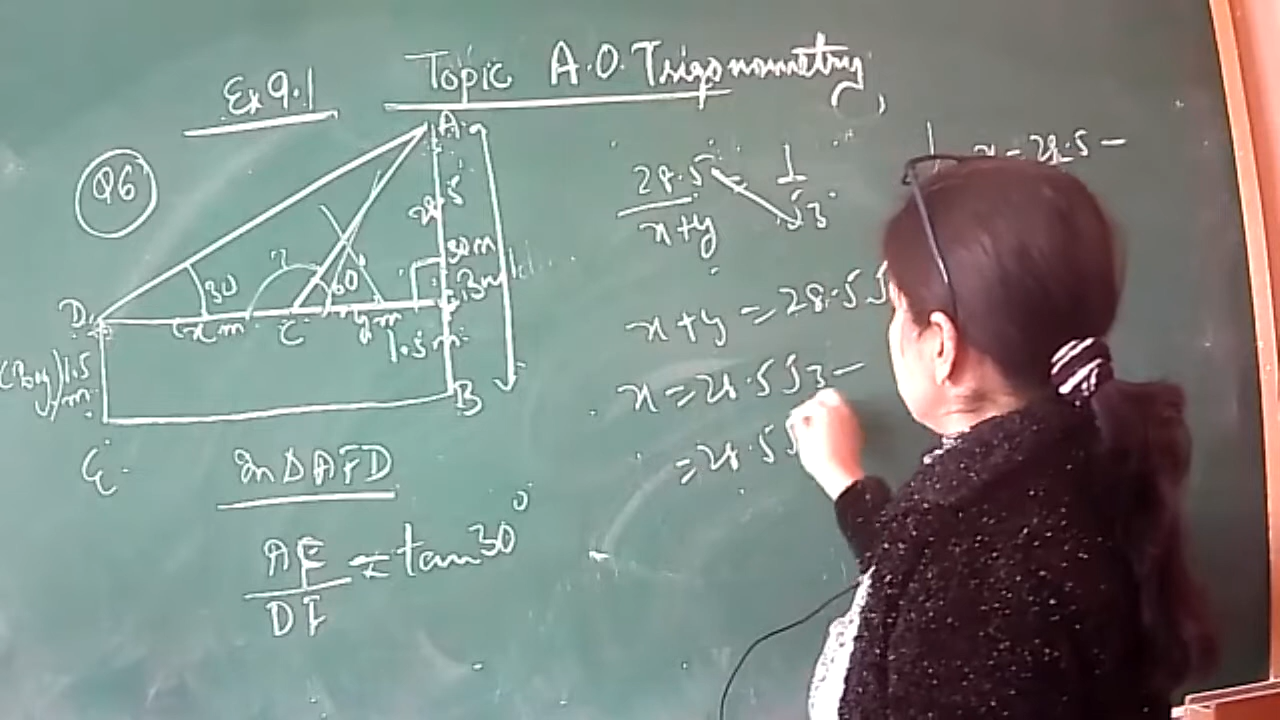 Topic A.O.Trigonometry
Ex 9.1
Q6
A
28.5
30 m
D
30
60
x m
C
y m
1.5 m
(Boy) 1.5 m
B
E
In Δ AFD
AF/DF = tan 30°
28.5/x+y = 1/√3
x+y = 28.5√
x = 28.5√3 –
= 28.5√
x = 28.5 –